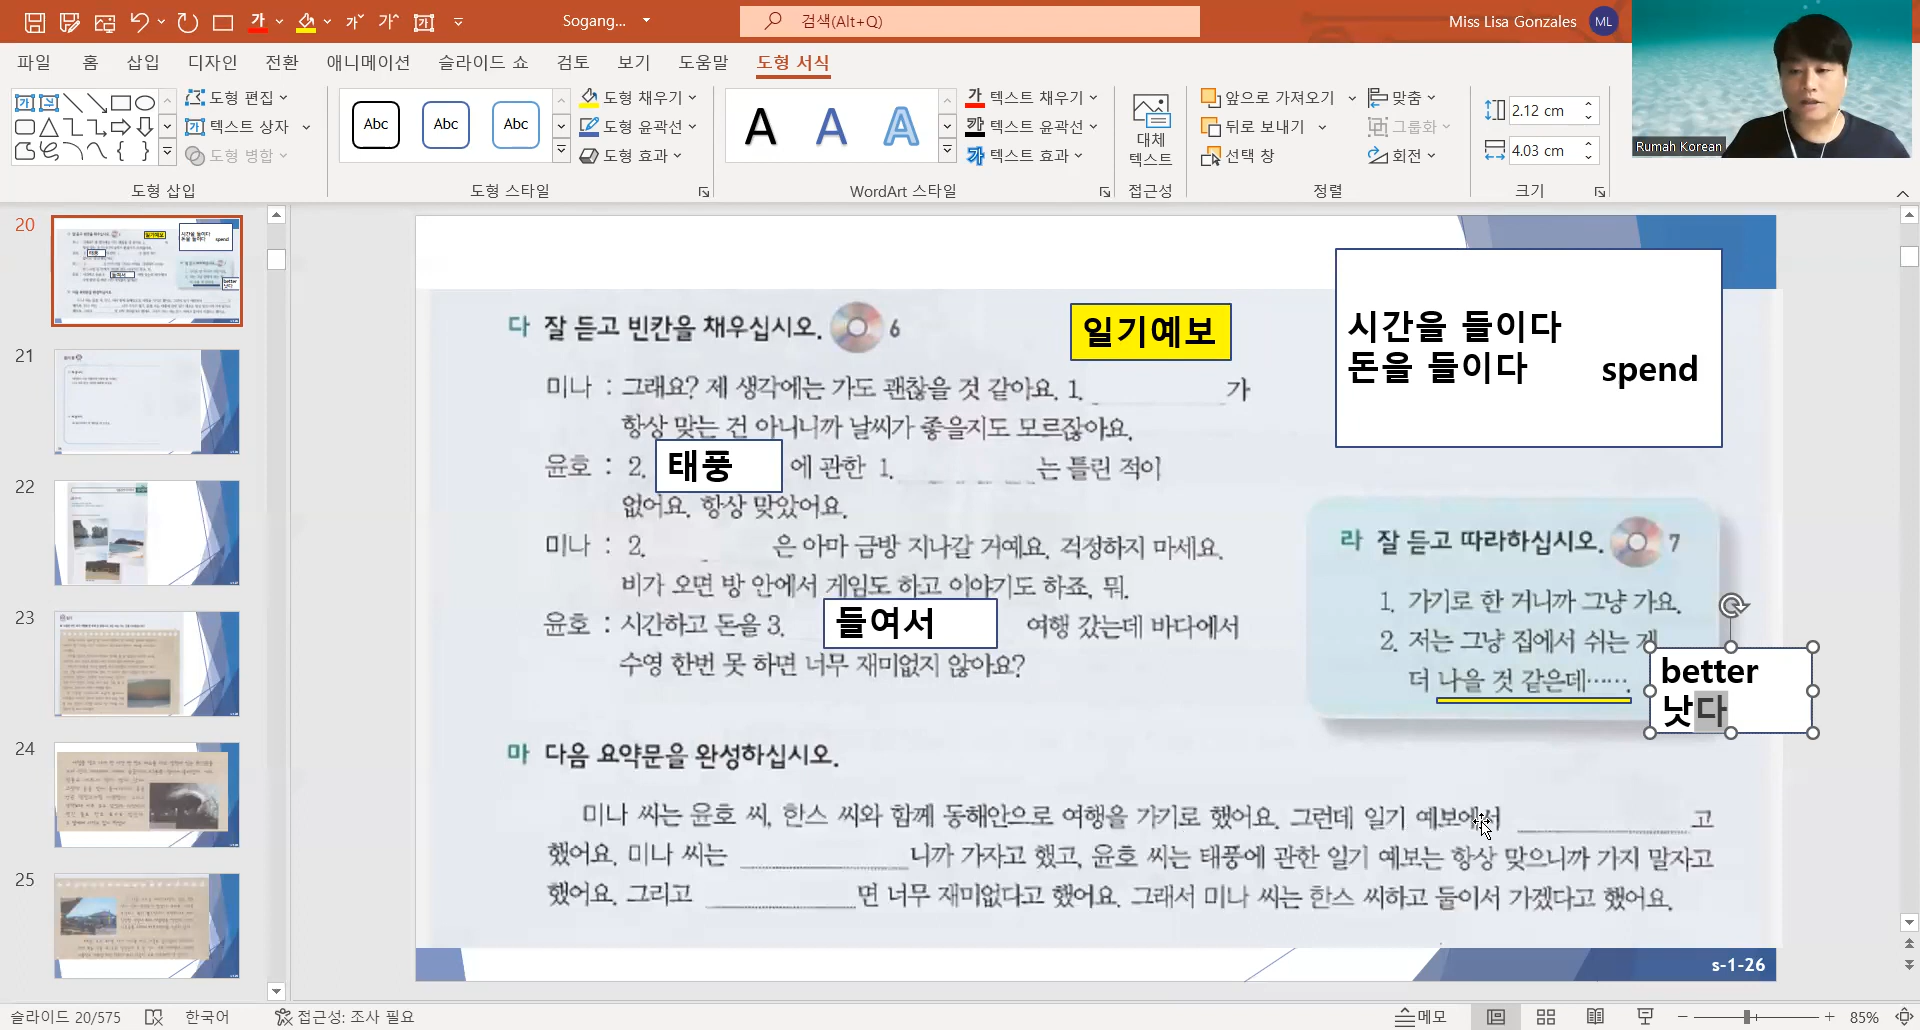 Sogang...
검색(Alt+Q)
Miss Lisa Gonzales
ML
파일 홈 삽입 디자인 전환 애니메이션 슬라이드 쇼 검토 보기 도움말 도형 서식
도형 편집
텍스트 상자
도형 병합
도형 삽입
Abc Abc Abc
도형 채우기
도형 윤곽선
도형 효과
도형 스타일
A A A
텍스트 채우기
텍스트 윤곽선
텍스트 효과
WordArt 스타일
대체
텍스트
접근성
앞으로 가져오기
뒤로 보내기
선택 창
맞춤
그룹화
회전
정렬
2.12 cm
4.03 cm
크기
Rumah Korean
20
21
22
23
24
25
시간을 들이다
돈을 들이다 spend
일기예보
다 잘 듣고 빈칸을 채우십시오. 6
미나 : 그래요? 제 생각에는 가도 괜찮을 것 같아요. 1. 가
항상 맞는 건 아니니까 날씨가 좋을지도 모르잖아요.
윤호 : 2. 태풍 에 관한 1. 는 틀린 적이
없어요. 항상 맞았어요.
미나 : 2. 은 아마 금방 지나갈 거예요. 걱정하지 마세요.
비가 오면 방 안에서 게임도 하고 이야기도 하죠, 뭐.
윤호 : 시간하고 돈을 3. 들여서 여행 갔는데 바다에서
수영 한번 못 하면 너무 재미없지 않아요?
라 잘 듣고 따라하십시오. 7
1. 가기로 한 거니까 그냥 가요.
2. 저는 그냥 집에서 쉬는 게
더 나을 것 같은데…….
better
낫다
마 다음 요약문을 완성하십시오.
미나 씨는 윤호 씨, 한스 씨와 함께 동해안으로 여행을 가기로 했어요. 그런데 일기 예보에서 고
했어요. 미나 씨는 니까 가자고 했고, 윤호 씨는 태풍에 관한 일기 예보는 항상 맞으니까 가지 말자고
했어요. 그리고 면 너무 재미없다고 했어요. 그래서 미나 씨는 한스 씨하고 둘이서 가겠다고 했어요.
s-1-26
슬라이드 20/575 한국어 접근성: 조사 필요 메모 85%